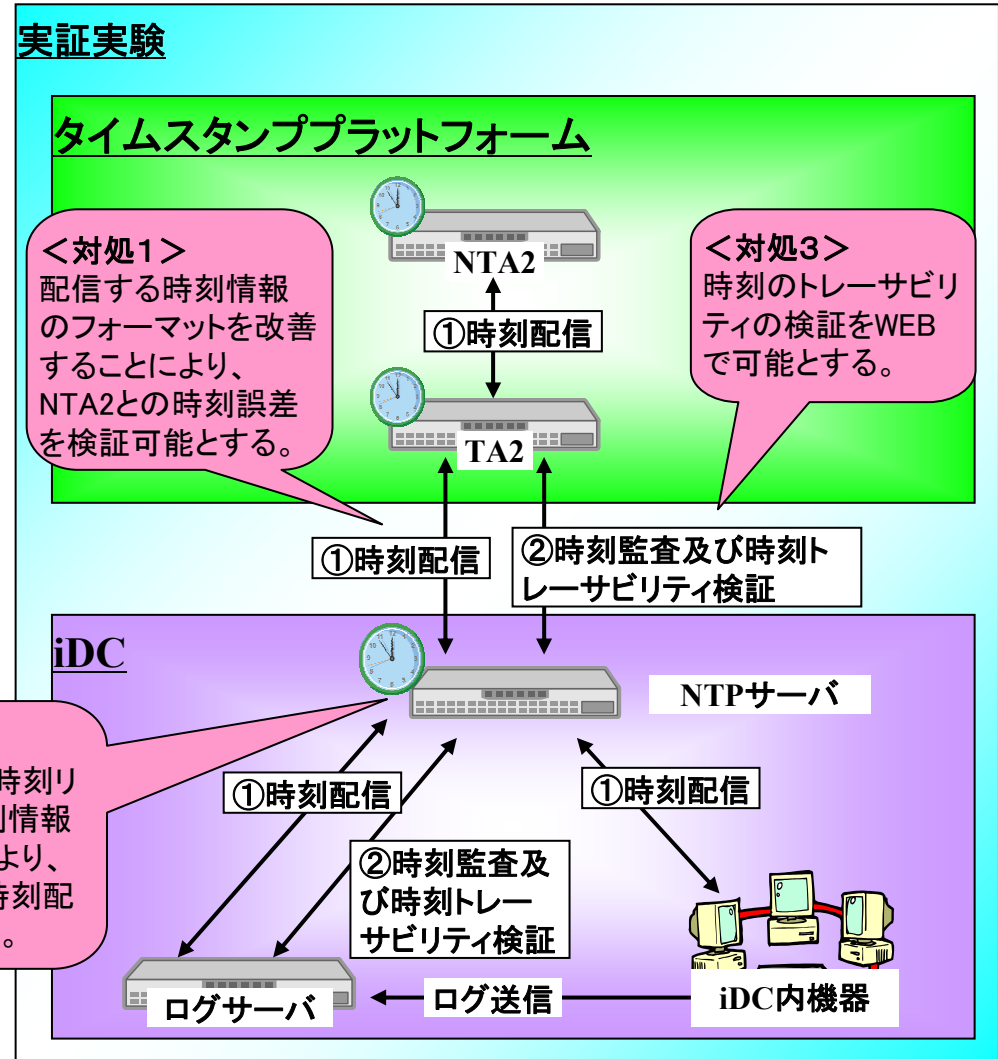 実証実験
タイムスタンププラットフォーム
NTA2
＜対処1＞
配信する時刻情報
のフォーマットを改善
することにより、
NTA2との時刻誤差
を検証可能とする。
＜対処3＞
時刻のトレーサビリ
ティの検証をWEB
で可能とする。
①時刻配信
TA2
①時刻配信
②時刻監査及び時刻ト
レーサビリティ検証
iDC
NTPサーバ
時刻リ
情報
より、
時刻配
。
①時刻配信
①時刻配信
②時刻監査及
び時刻トレー
サビリティ検証
ログサーバ
ログ送信
iDC内機器